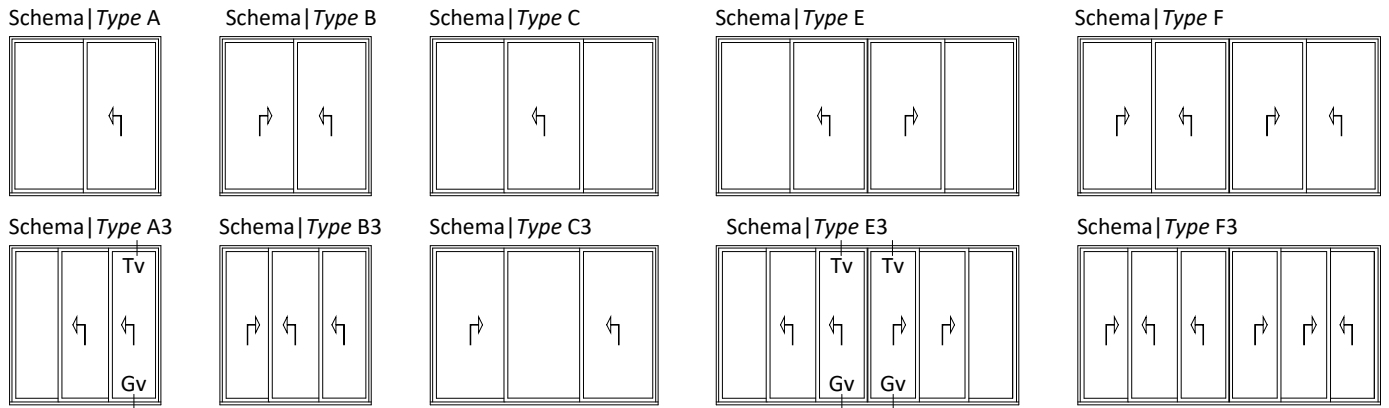 Schema|Type A
Schema|Type B
Schema|Type C
Schema|Type E
Schema|Type F
Schema|Type A3
Schema|Type B3
Schema|Type C3
Schema|Type E3
Schema|Type F3
Tv
Tv
Tv
Gv
Gv
Gv